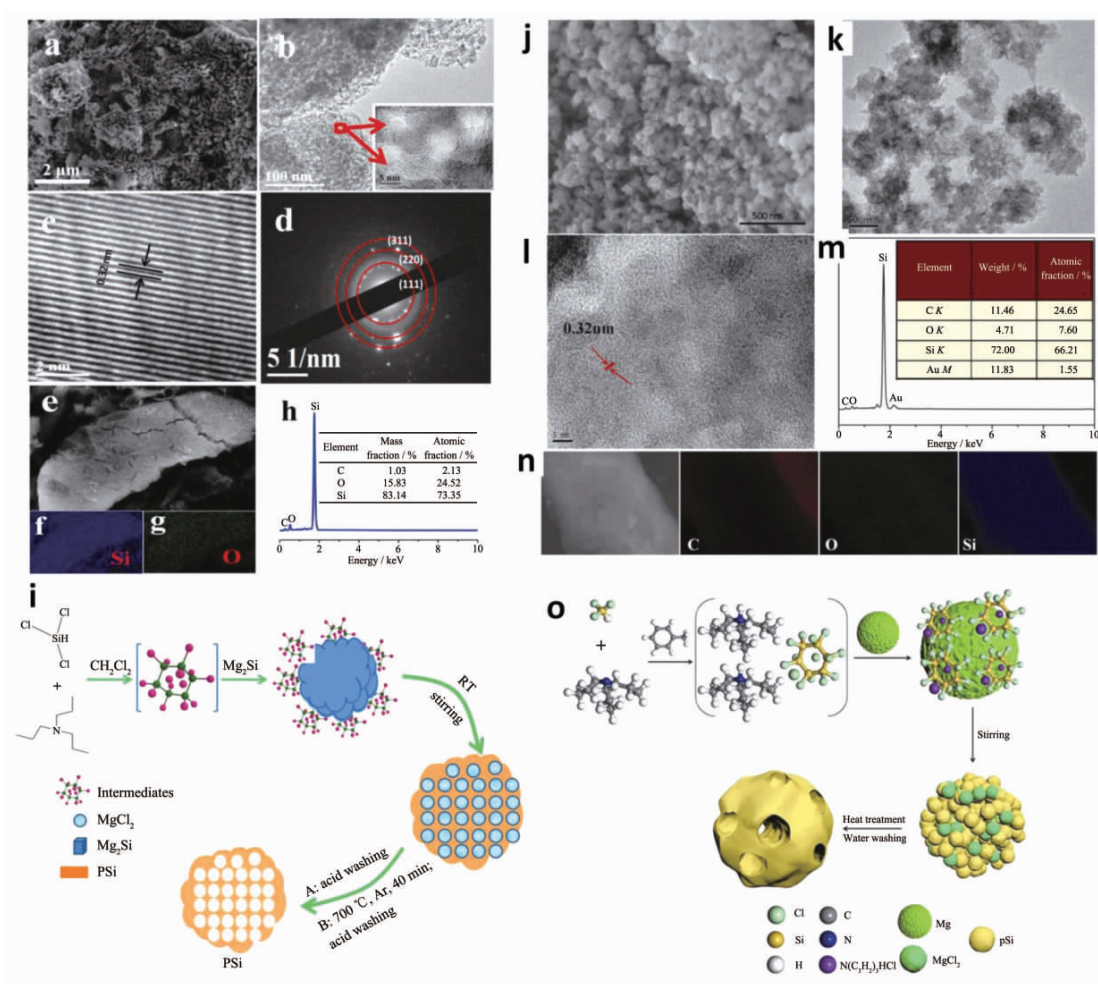 a
2 μm
b
100 nm
5 nm
c
0.32nm
2 nm
d
(311)
(220)
(111)
5 1/nm
e
f
Si
g
O
h
Si
Element Mass fraction / % Atomic fraction / %
C 1.03 2.13
O 15.83 24.52
Si 83.14 73.35
C O
0 2 4 6 8 10
Energy / keV
i
Cl
Cl
SiH
Cl
+
N
CH2Cl2
Mg2Si
RT
stirring
Intermediates
MgCl2
Mg2Si
PSi
A: acid washing
B: 700 ℃, Ar, 40 min;
acid washing
PSi
j
500 nm
k
l
0.32nm
m
Si
Element Weight / % Atomic fraction / %
C K 11.46 24.65
O K 4.71 7.60
Si K 72.00 66.21
Au M 11.83 1.55
CO
Au
0 2 4 6 8 10
Energy / keV
n
C
O
Si
o
+
Stirring
Heat treatment
Water washing
Cl
C
Mg
Si
N
pSi
H
N(C3H2)3HCl
MgCl2